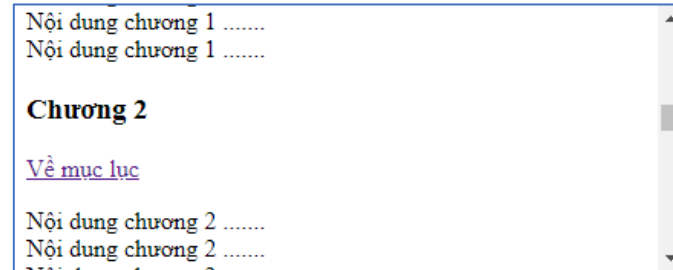 Nội dung chương 1 .......
Nội dung chương 1 .......
Chương 2
Về mục lục
Nội dung chương 2 .......
Nội dung chương 2 .......